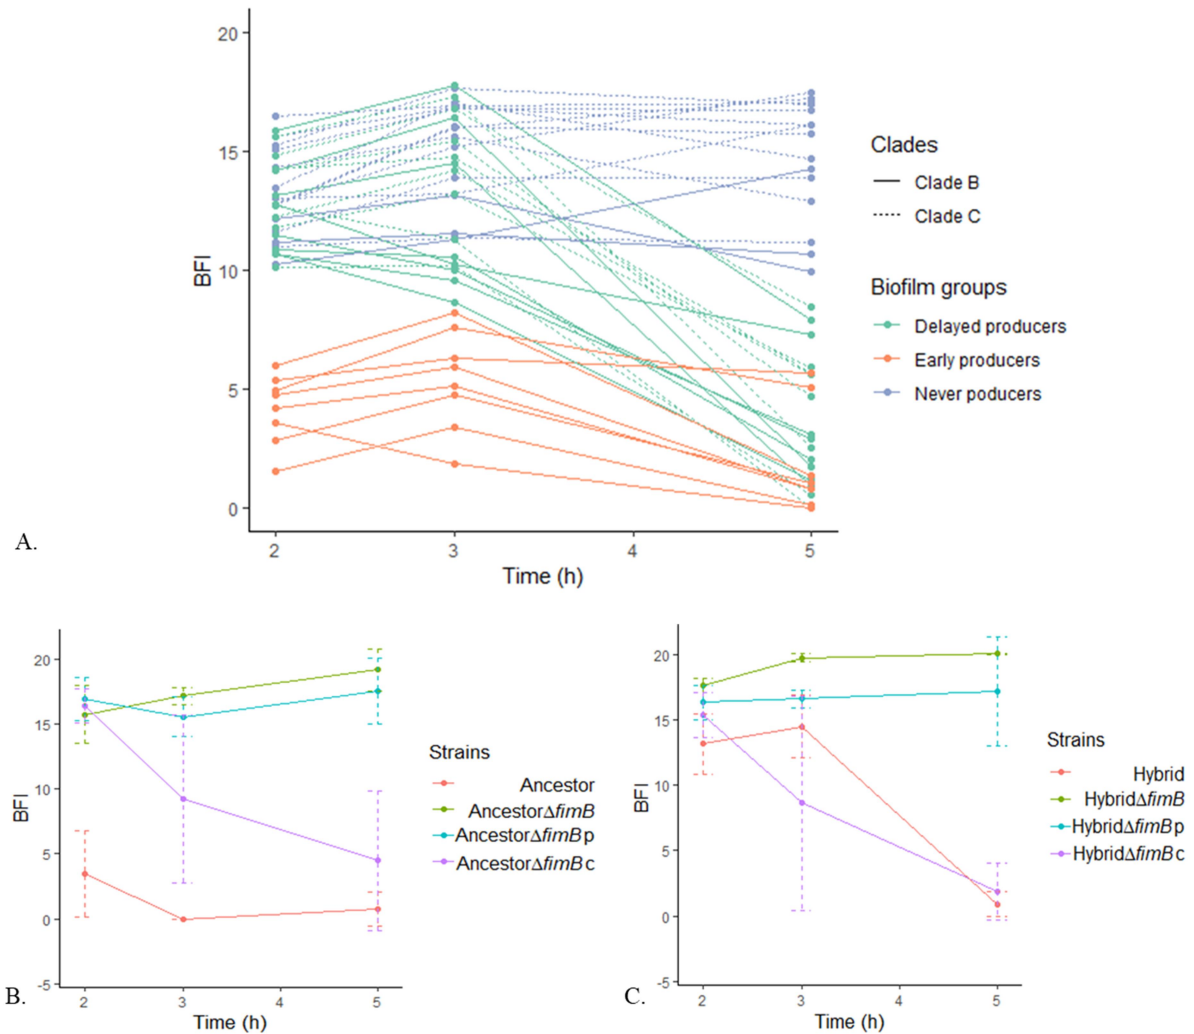 20
15
10
5
0
BFI
2
3
4
5
Time (h)
Clades
Clade B
Clade C
Biofilm groups
Delayed producers
Early producers
Never poducers
A.
20
15
10
5
0
-5
BFI
2
3
4
5
Time (h)
Strains
Ancestor
AncestorΔfimB
AncestorΔfimBp
AncestorΔfimBc
B.
20
15
10
5
0
-5
BFI
2
3
4
5
Time (h)
Strains
Hybrid
HybridΔfimB
HybridΔfimBp
HybridΔfimBc
C.